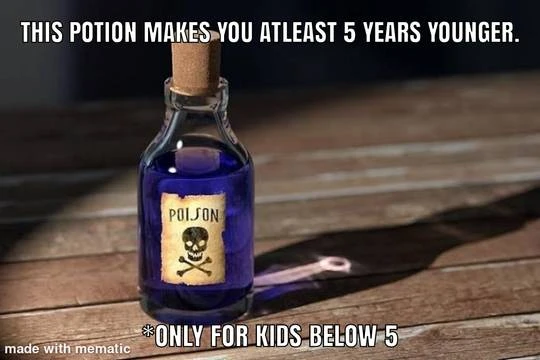 THIS POTION MAKES YOU ATLEAST 5 YEARS YOUNGER.
POISON
*ONLY FOR KIDS BELOW 5
made with mematic